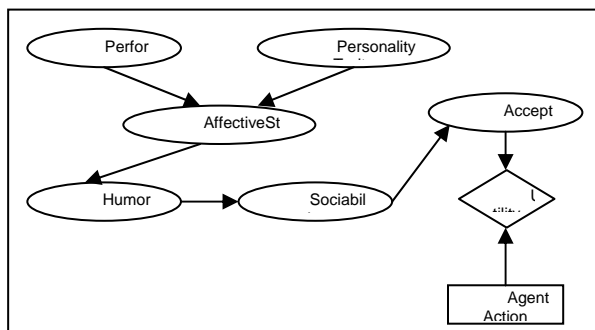 Perfor
Personality
AffectiveSt
Accept
Humor
Sociabil
Agent
Action